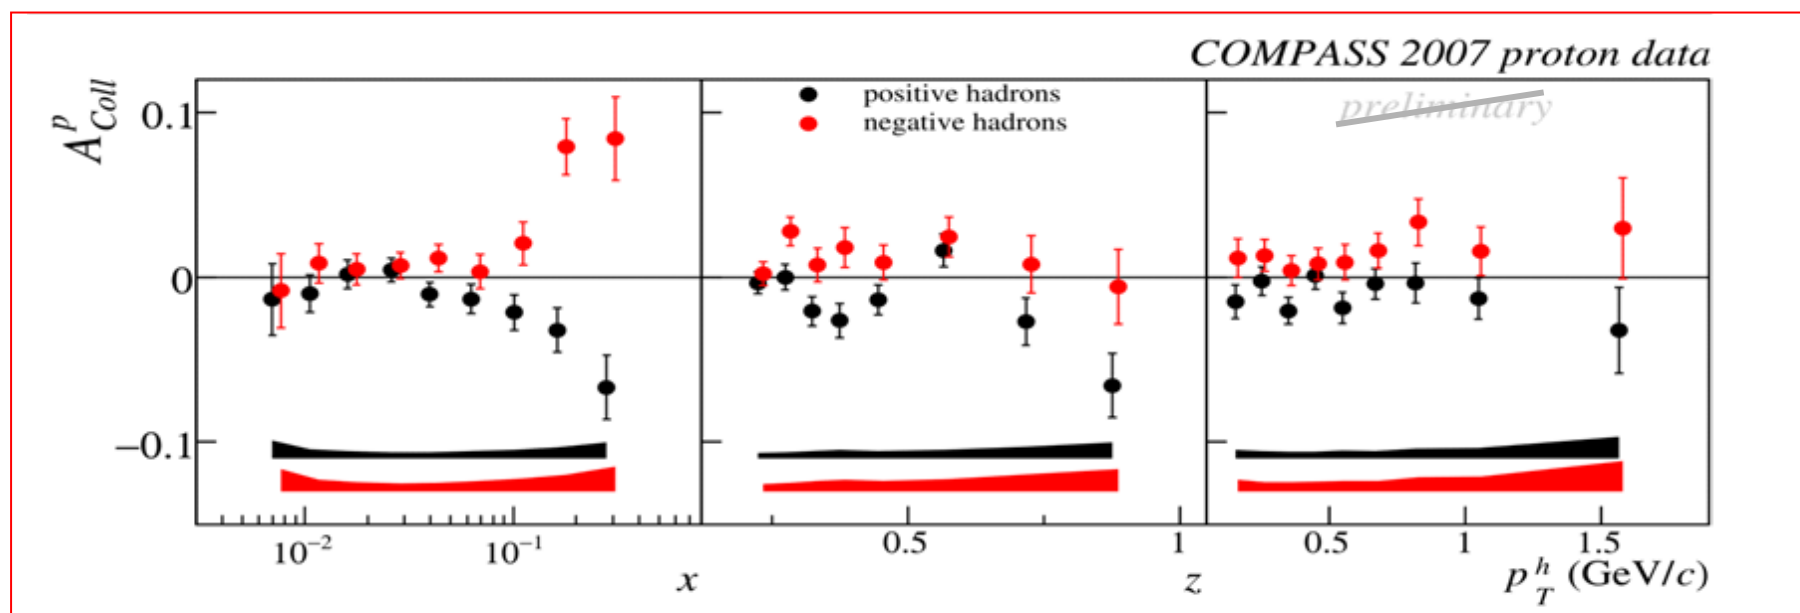 COMPASS 2007 proton data
A^p_Coll
0.1
0
−0.1
positive hadrons
negative hadrons
preliminary
10⁻² 10⁻¹ 0.5 1 0.5 1 1.5
x z p_T^h (GeV/c)